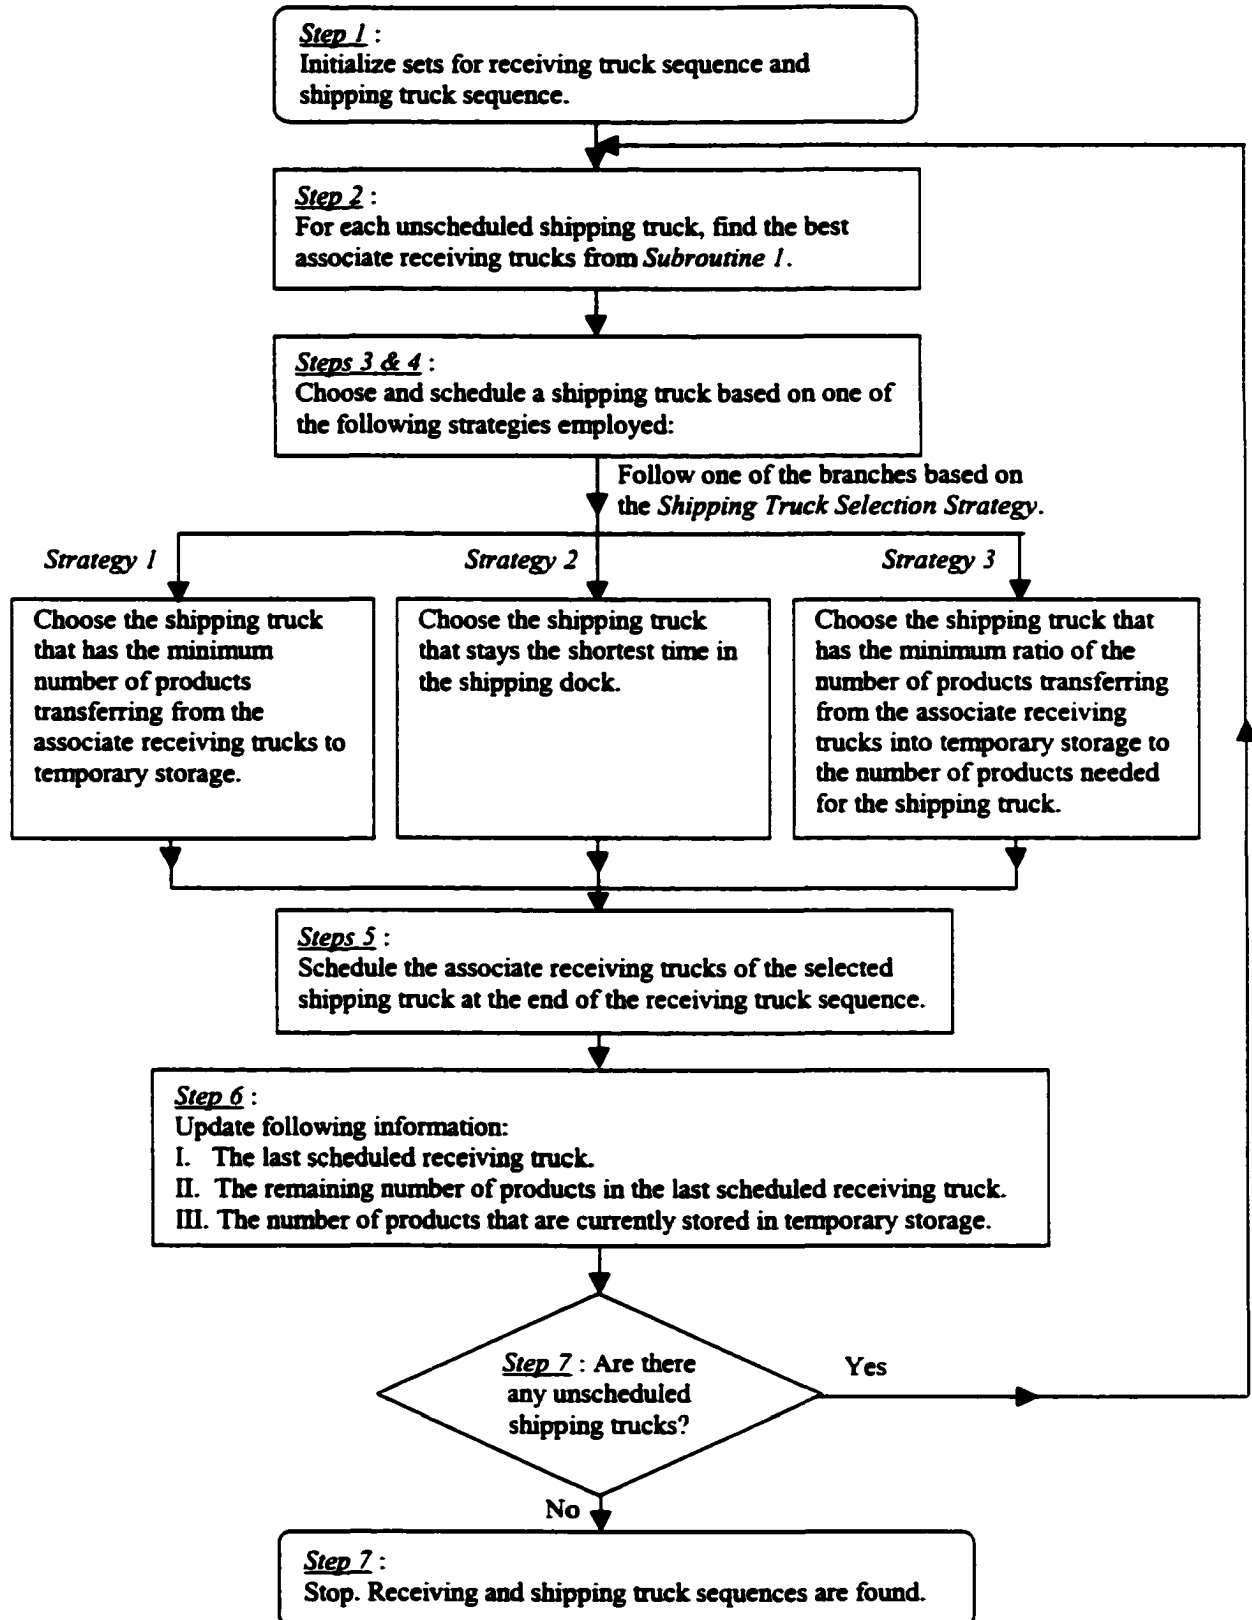 Step 1 :
Initialize sets for receiving truck sequence and
shipping truck sequence.
Step 2 :
For each unscheduled shipping truck, find the best
associate receiving trucks from Subroutine 1.
Steps 3 & 4 :
Choose and schedule a shipping truck based on one of
the following strategies employed:
Follow one of the branches based on
the Shipping Truck Selection Strategy.
Strategy 1
Choose the shipping truck
that has the minimum
number of products
transferring from the
associate receiving trucks to
temporary storage.
Strategy 2
Choose the shipping truck
that stays the shortest time in
the shipping dock.
Strategy 3
Choose the shipping truck that
has the minimum ratio of the
number of products transferring
from the associate receiving
trucks into temporary storage to
the number of products needed
for the shipping truck.
Steps 5 :
Schedule the associate receiving trucks of the selected
shipping truck at the end of the receiving truck sequence.
Step 6 :
Update following information:
I. The last scheduled receiving truck.
II. The remaining number of products in the last scheduled receiving truck.
III. The number of products that are currently stored in temporary storage.
Step 7 : Are there
any unscheduled
shipping trucks?
Yes
No
Step 7 :
Stop. Receiving and shipping truck sequences are found.